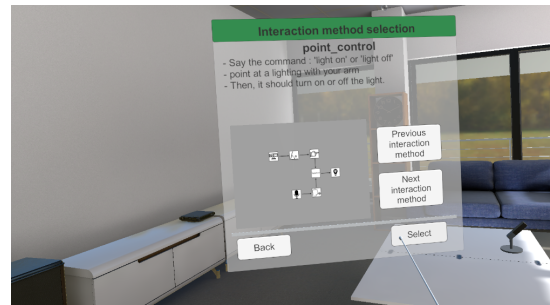 Interaction method selection
point_control
- Say the command : 'light on' or 'light off'
- point at a lighting with your arm
- Then, it should turn on or off the light.
Previous
interaction
method
Next
interaction
method
Back
Select